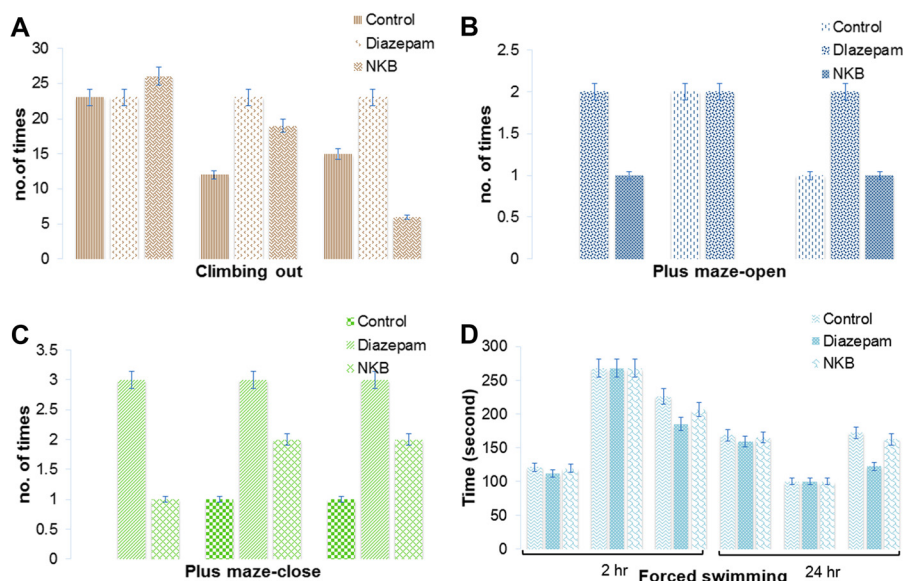 A
Control
Diazepam
NKB
30
25
20
15
10
5
0
no.of times
Climbing out
B
Control
DIazepam
NKB
2.5
2
1.5
1
0.5
0
no. of times
Plus maze-open
C
Control
Diazepam
NKB
3.5
3
2.5
2
1.5
1
0.5
0
no. of times
Plus maze-close
D
Control
Diazepam
NKB
300
250
200
150
100
50
0
Time (second)
2 hr
24 hr
Forced swimming